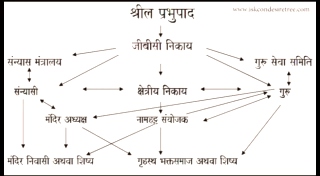 श्रील प्रभुपाद
www.iskcondesiretree.com
जीबीसी निकाय
संन्यास मंत्रालय
गुरु सेवा समिति
संन्यासी
क्षेत्रीय निकाय
गुरु
मंदिर अध्यक्ष
नामहट्ट संयोजक
मंदिर निवासी अथवा शिष्य
गृहस्थ भक्तसमाज अथवा शिष्य